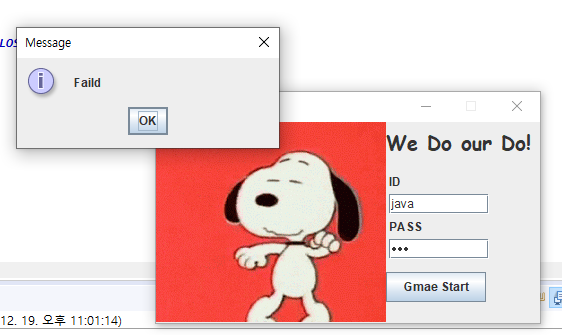 LOS
Message
Faild
OK
We Do our Do!
ID
java
PASS
•••
Gmae Start
12. 19. 오후 11:01:14)